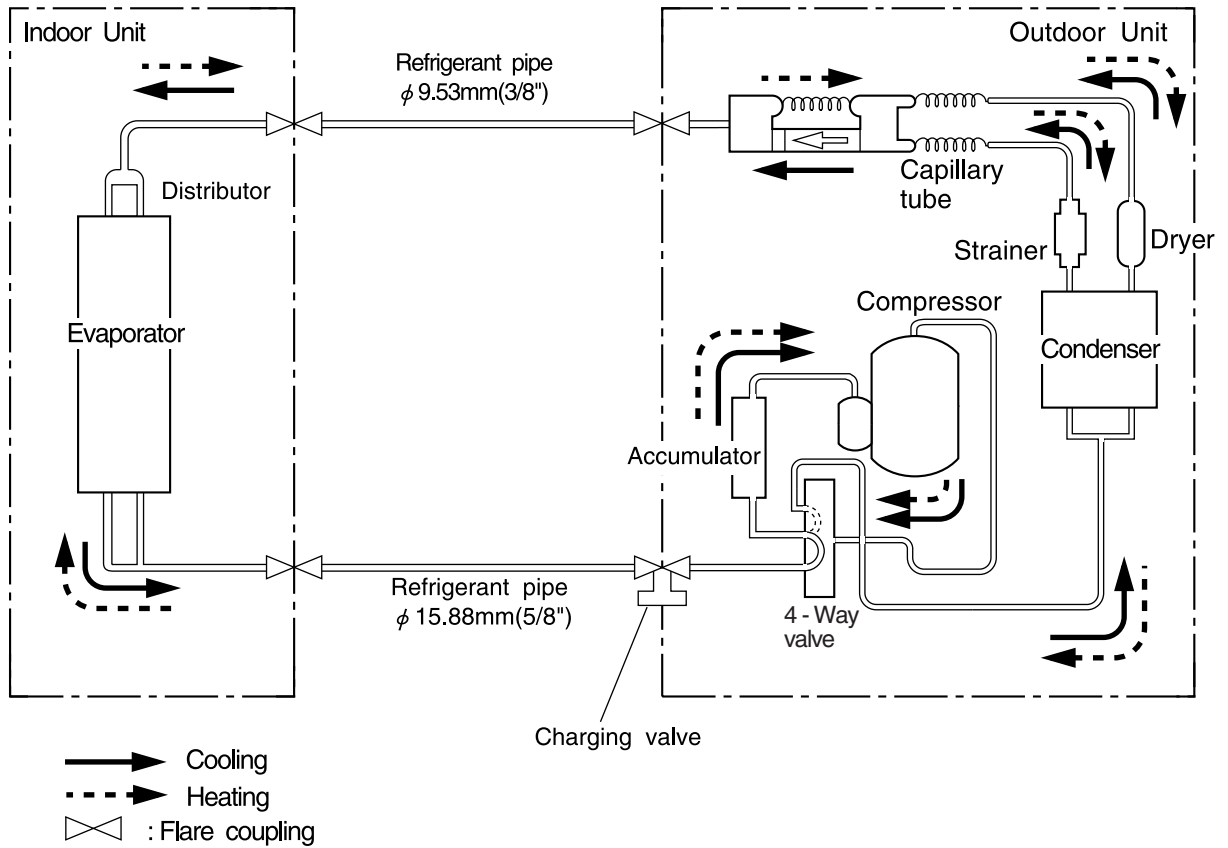 Indoor Unit
Outdoor Unit
Refrigerant pipe
ϕ 9.53mm(3/8")
Distributor
Capillary
tube
Strainer
Dryer
Compressor
Evaporator
Condenser
Accumulator
Refrigerant pipe
ϕ 15.88mm(5/8")
4 - Way
valve
Charging valve
Cooling
Heating
: Flare coupling